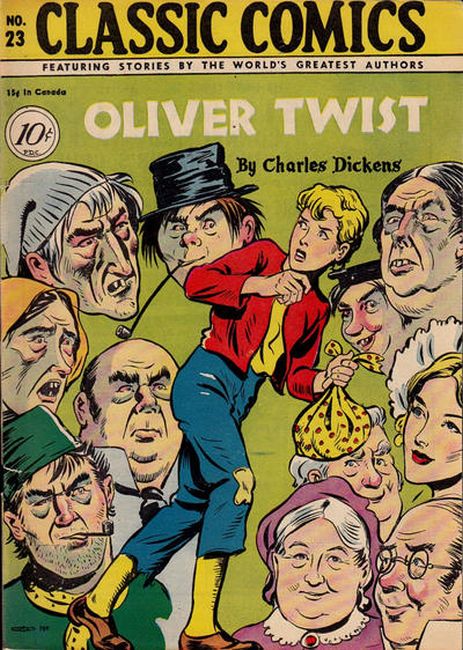 NO. 23
CLASSIC COMICS
FEATURING STORIES BY THE WORLD'S GREATEST AUTHORS
15¢ In Canada
10¢
P.D.C.
OLIVER TWIST
By Charles Dickens